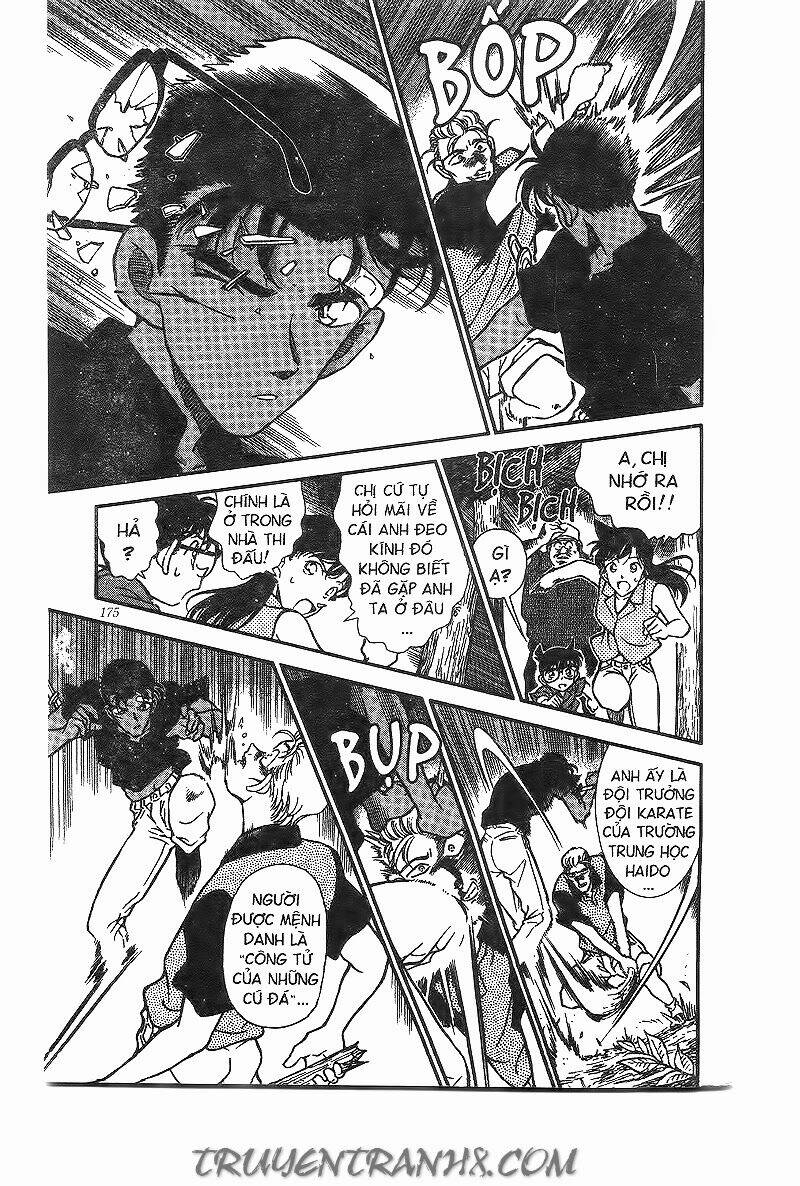 BỐP
A, CHỊ
NHỚ RA
RỒI!!
BỊCH
BỊCH
GÌ
Ạ?
CHỊ CỨ TỰ
HỎI MÃI VỀ
CÁI ANH ĐEO
KÍNH ĐÓ
KHÔNG BIẾT
ĐÃ GẶP ANH
TA Ở ĐÂU
...
CHÍNH LÀ
Ở TRONG
NHÀ THI
ĐẤU!
HẢ
?
175
ANH ẤY LÀ
ĐỘI TRƯỞNG
ĐỘI KARATE
CỦA TRƯỜNG
TRUNG HỌC
HAIDO
...
BỤP
NGƯỜI
ĐƯỢC MỆNH
DANH LÀ
"CÔNG TỬ
CỦA NHỮNG
CÚ ĐÁ"...
TRUYENTRANH8.COM